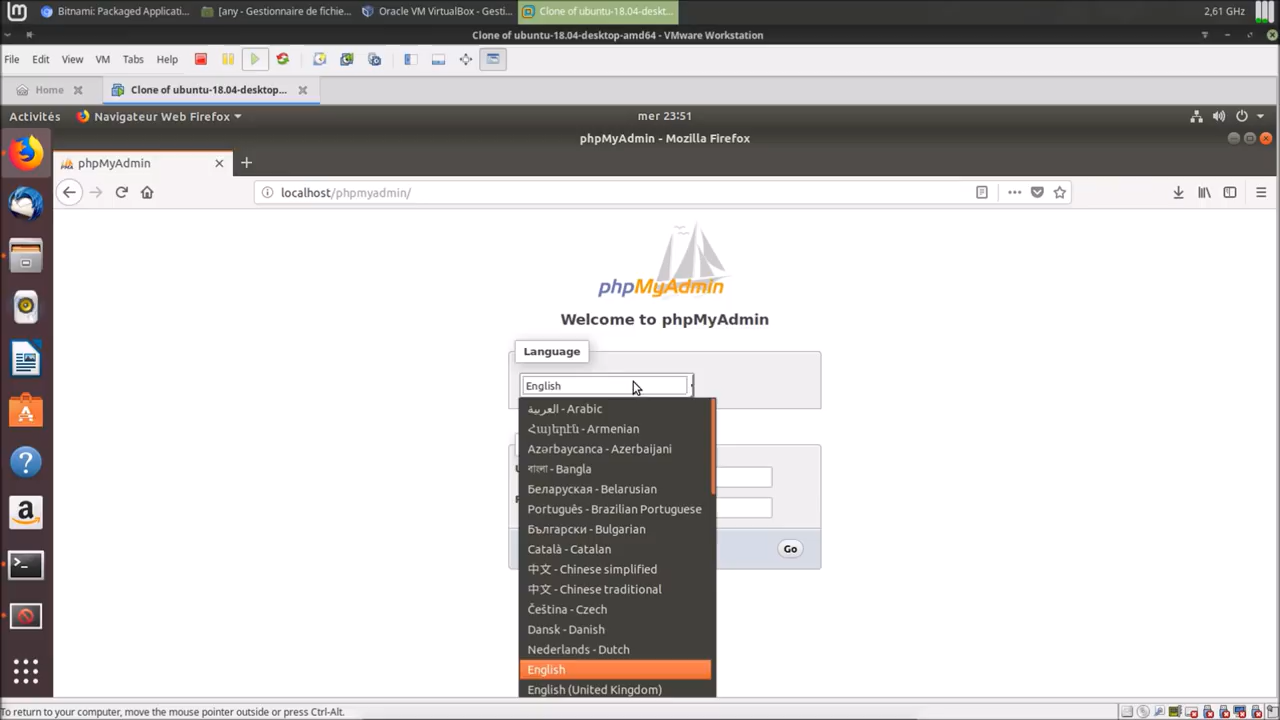 Bitnami: Packaged Applicati...
[any - Gestionnaire de fichie...
Oracle VM VirtualBox - Gesti...
Clone of ubuntu-18.04-deskt...
2,61 GHz
Clone of ubuntu-18.04-desktop-amd64 - VMware Workstation
File Edit View VM Tabs Help
Home
Clone of ubuntu-18.04-desktop...
Activités
Navigateur Web Firefox
mer 23:51
phpMyAdmin - Mozilla Firefox
phpMyAdmin
localhost/phpmyadmin/
phpMyAdmin
Welcome to phpMyAdmin
Language
English
العربية - Arabic
Հայերէն - Armenian
Azərbaycanca - Azerbaijani
বাংলা - Bangla
Беларуская - Belarusian
Português - Brazilian Portuguese
Български - Bulgarian
Català - Catalan
中文 - Chinese simplified
中文 - Chinese traditional
Čeština - Czech
Dansk - Danish
Nederlands - Dutch
English
English (United Kingdom)
Go
To return to your computer, move the mouse pointer outside or press Ctrl-Alt.